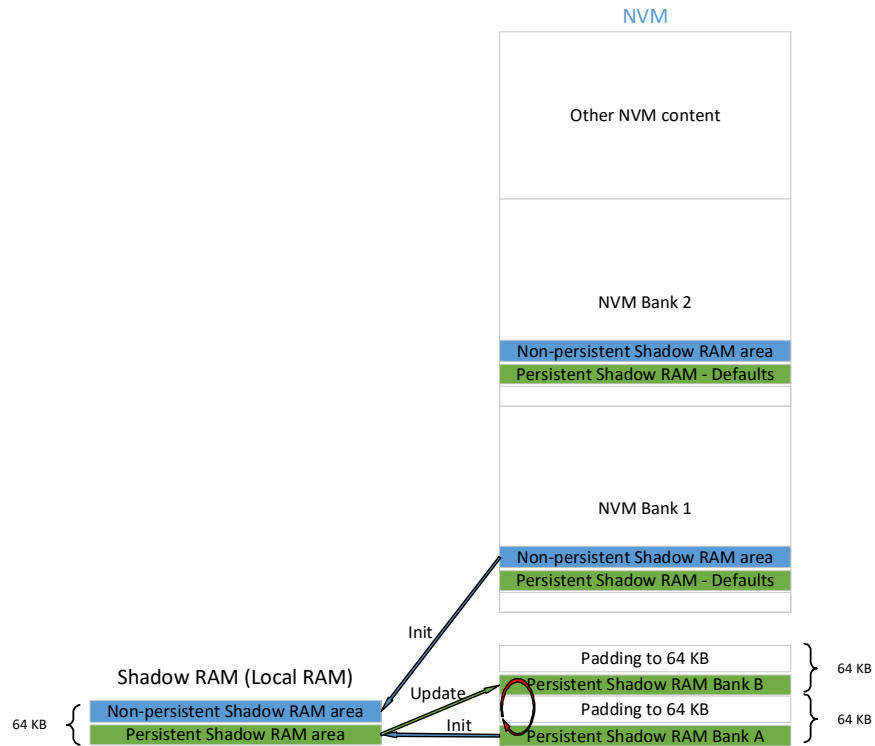 NVM
Other NVM content
NVM Bank 2
Non-persistent Shadow RAM area
Persistent Shadow RAM - Defaults
NVM Bank 1
Non-persistent Shadow RAM area
Persistent Shadow RAM - Defaults
Init
Padding to 64 KB
64 KB
Shadow RAM (Local RAM)
Update
Persistent Shadow RAM Bank B
Non-persistent Shadow RAM area
Padding to 64 KB
64 KB
64 KB
Init
Persistent Shadow RAM area
Persistent Shadow RAM Bank A